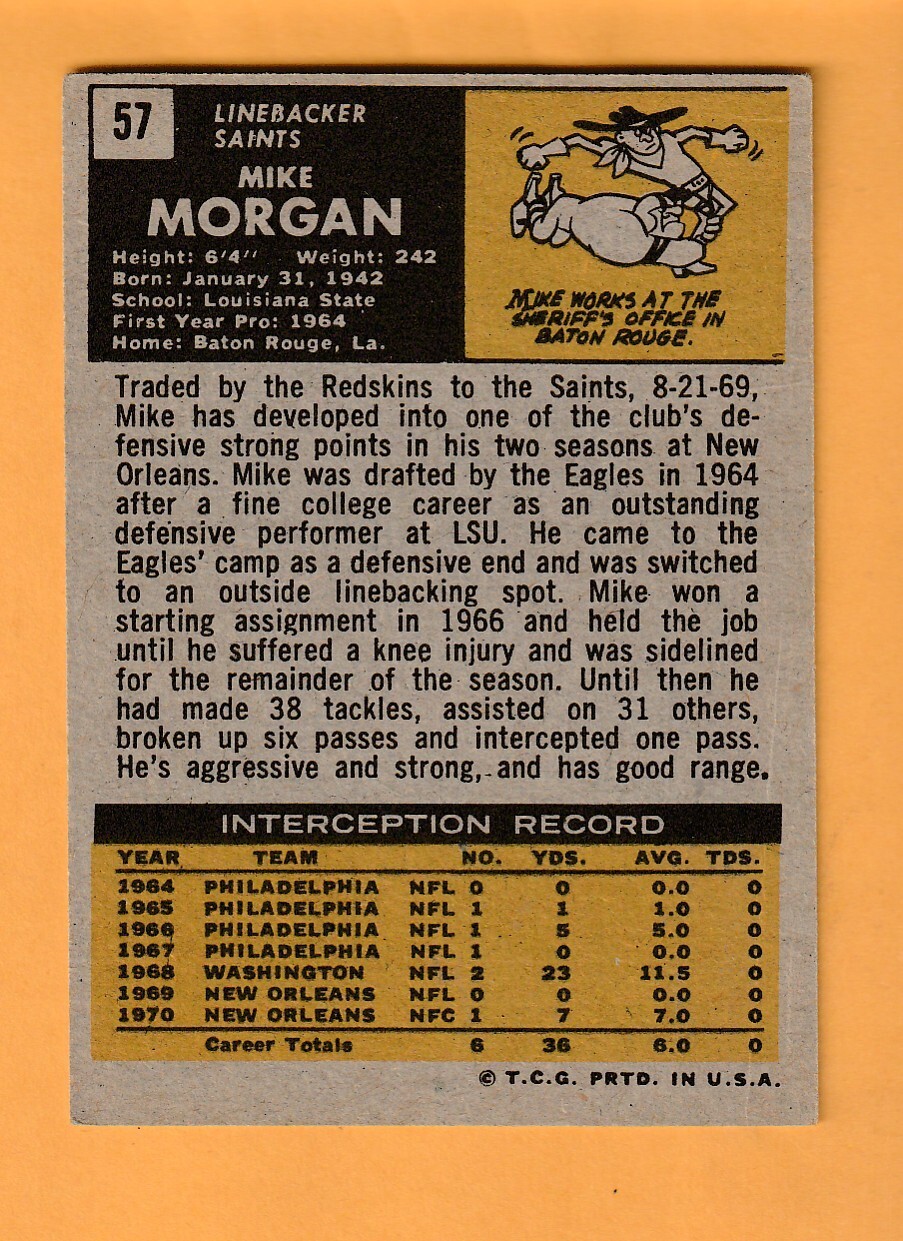 57
LINEBACKER
SAINTS
MIKE
MORGAN
Height: 6'4" Weight: 242
Born: January 31, 1942
School: Louisiana State
First Year Pro: 1964
Home: Baton Rouge, La.
MIKE WORKS AT THE
SHERIFF'S OFFICE IN
BATON ROUGE.
Traded by the Redskins to the Saints, 8-21-69,
Mike has developed into one of the club's de-
fensive strong points in his two seasons at New
Orleans. Mike was drafted by the Eagles in 1964
after a fine college career as an outstanding
defensive performer at LSU. He came to the
Eagles' camp as a defensive end and was switched
to an outside linebacking spot. Mike won a
starting assignment in 1966 and held the job
until he suffered a knee injury and was sidelined
for the remainder of the season. Until then he
had made 38 tackles, assisted on 31 others,
broken up six passes and intercepted one pass.
He's aggressive and strong, and has good range.
INTERCEPTION RECORD
YEAR TEAM NO. YDS. AVG. TDS.
1964 PHILADELPHIA NFL 0 0 0.0 0
1965 PHILADELPHIA NFL 1 1 1.0 0
1966 PHILADELPHIA NFL 1 5 5.0 0
1967 PHILADELPHIA NFL 1 0 0.0 0
1968 WASHINGTON NFL 2 23 11.5 0
1969 NEW ORLEANS NFL 0 0 0.0 0
1970 NEW ORLEANS NFC 1 7 7.0 0
Career Totals 6 36 6.0 0
© T.C.G. PRTD. IN U.S.A.